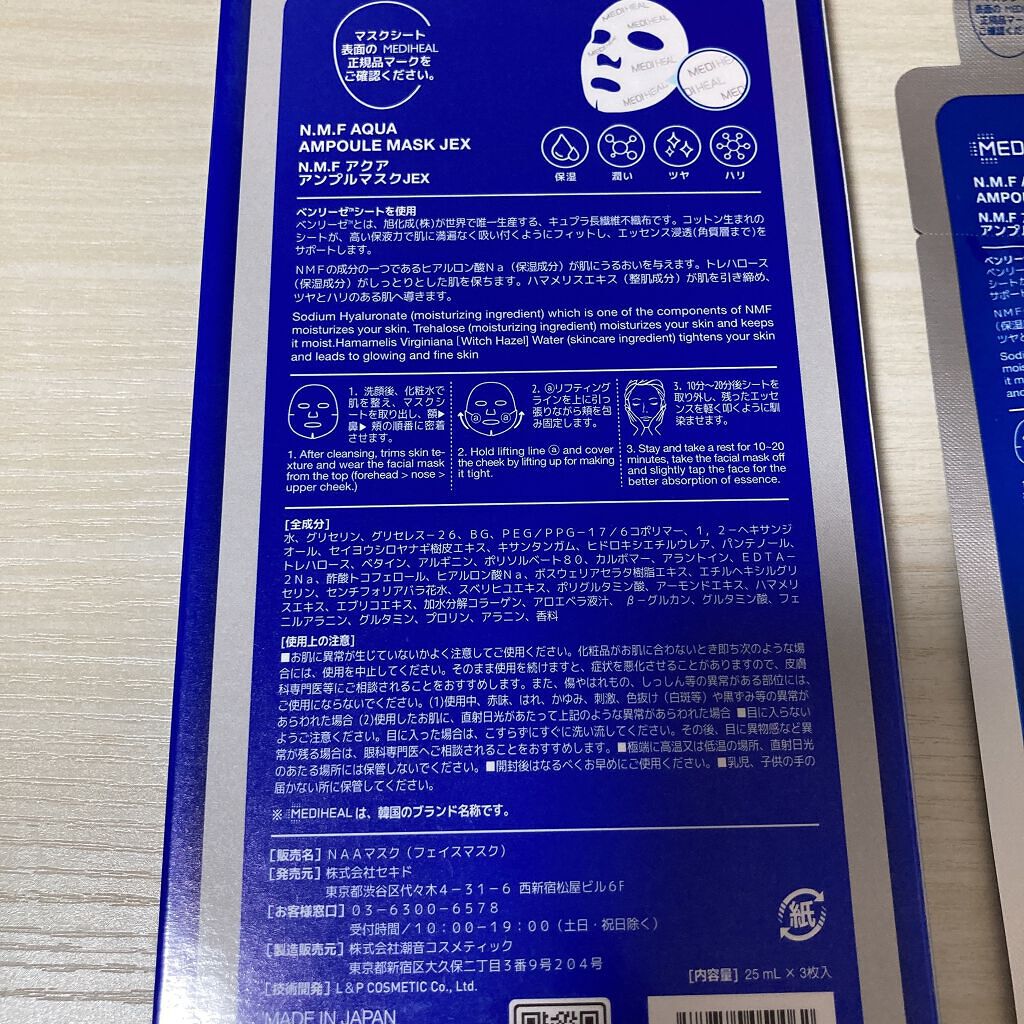 マスクシート
表面の MEDIHEAL
正規品マークを
ご確認ください。
MEDIHEAL
N.M.F AQUA
AMPOULE MASK JEX
N.M.F アクア
アンプルマスクJEX
保湿 潤い ツヤ ハリ
ベンリーゼ™シートを使用
ベンリーゼ™とは、旭化成(株)が世界で唯一生産する、キュプラ長繊維不織布です。コットン生まれの
シートが、高い保液力で肌に満遍なく吸い付くようにフィットし、エッセンス浸透(角質層まで)を
サポートします。
NMFの成分の一つであるヒアルロン酸Na（保湿成分）が肌にうるおいを与えます。トレハロース
（保湿成分）がしっとりとした肌を保ちます。ハマメリスエキス（整肌成分）が肌を引き締め、
ツヤとハリのある肌へ導きます。
Sodium Hyaluronate (moisturizing ingredient) which is one of the components of NMF
moisturizes your skin. Trehalose (moisturizing ingredient) moisturizes your skin and keeps
it moist.Hamamelis Virginiana [Witch Hazel] Water (skincare ingredient) tightens your skin
and leads to glowing and fine skin
1. 洗顔後、化粧水で
肌を整え、マスクシ
ートを取り出し、額▶
鼻▶ 頬の順番に密着
させます。
1. After cleansing, trims skin te-
xture and wear the facial mask
from the top (forehead > nose >
upper cheek.)
2. ⓐリフティング
ラインを上に引っ
張りながら頬を包
み固定します。
2. Hold lifting line ⓐ and cover
the cheek by lifting up for making
it tight.
3. 10分~20分後シートを
取り外し、残ったエッセ
ンスを軽く叩くように馴
染ませます。
3. Stay and take a rest for 10~20
minutes, take the facial mask off
and slightly tap the face for the
better absorption of essence.
[全成分]
水、グリセリン、グリセレス－26、BG、PEG/PPG－17/6コポリマー、1，2－ヘキサンジ
オール、セイヨウシロヤナギ樹皮エキス、キサンタンガム、ヒドロキシエチルウレア、パンテノール、
トレハロース、ベタイン、アルギニン、ポリソルベート80、カルボマー、アラントイン、EDTA－
2Na、酢酸トコフェロール、ヒアルロン酸Na、ボスウェリアセラタ樹脂エキス、エチルヘキシルグリ
セリン、センチフォリアバラ花水、スベリヒユエキス、ポリグルタミン酸、アーモンドエキス、ハマメリ
スエキス、エブリコエキス、加水分解コラーゲン、アロエベラ液汁、 β－グルカン、グルタミン酸、フェ
ニルアラニン、グルタミン、プロリン、アラニン、香料
[使用上の注意]
■お肌に異常が生じていないかよく注意してご使用ください。化粧品がお肌に合わないとき即ち次のような場
合には、使用を中止してください。そのまま使用を続けますと、症状を悪化させることがありますので、皮膚
科専門医等にご相談されることをおすすめします。また、傷やはれもの、しっしん等の異常がある部位には、
ご使用にならないでください。(1)使用中、赤味、はれ、かゆみ、刺激、色抜け（白斑等）や黒ずみ等の異常が
あらわれた場合 (2)使用したお肌に、直射日光があたって上記のような異常があらわれた場合 ■目に入らない
ようご注意ください。目に入った場合は、こすらずにすぐに洗い流してください。その後、目に異物感など異
常が残る場合は、眼科専門医へご相談されることをおすすめします。■極端に高温又は低温の場所、直射日光
のあたる場所には保管しないでください。■開封後はなるべくお早めにご使用ください。■乳児、子供の手の
届かない所に保管してください。
※ MEDIHEAL は、韓国のブランド名称です。
[販売名] NAAマスク（フェイスマスク）
[発売元] 株式会社セキド
東京都渋谷区代々木4－31－6 西新宿松屋ビル6F
[お客様窓口] 03－6300－6578
受付時間／10：00－19：00（土日・祝日除く）
[製造販売元] 株式会社潮音コスメティック
東京都新宿区大久保二丁目3番9号204号
[技術開発] L&P COSMETIC Co., Ltd.
MADE IN JAPAN
紙
[内容量] 25 mL × 3枚入